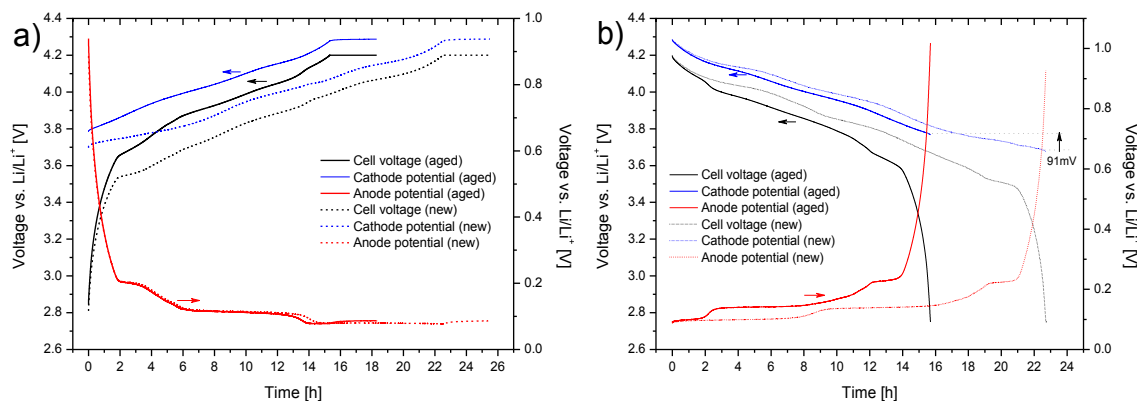 a)
Voltage vs. Li/Li⁺ [V]
4.4
4.2
4.0
3.8
3.6
3.4
3.2
3.0
2.8
2.6
1.0
0.8
0.6
0.4
0.2
0.0
Voltage vs. Li/Li⁺ [V]
Cell voltage (aged)
Cathode potential (aged)
Anode potential (aged)
Cell voltage (new)
Cathode potential (new)
Anode potential (new)
0 2 4 6 8 10 12 14 16 18 20 22 24 26
Time [h]
b)
Voltage vs. Li/Li⁺ [V]
4.4
4.2
4.0
3.8
3.6
3.4
3.2
3.0
2.8
2.6
1.0
0.8
0.6
0.4
0.2
0.0
Voltage vs. Li/Li⁺ [V]
91mV
Cell voltage (aged)
Cathode potential (aged)
Anode potential (aged)
Cell voltage (new)
Cathode potential (new)
Anode potential (new)
0 2 4 6 8 10 12 14 16 18 20 22 24
Time [h]